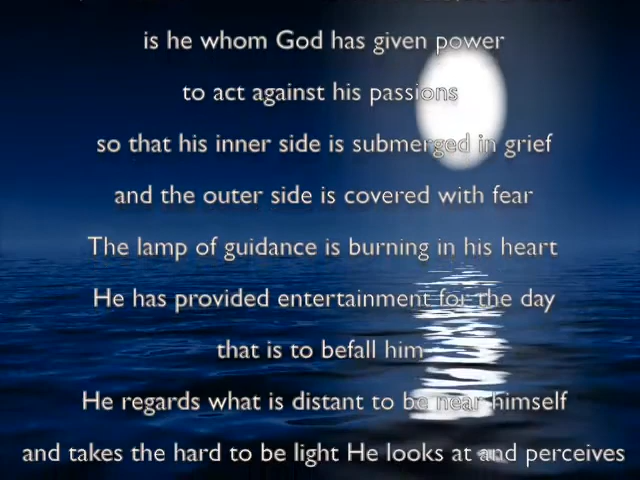 is he whom God has given power
to act against his passions
so that his inner side is submerged in grief
and the outer side is covered with fear
The lamp of guidance is burning in his heart
He has provided entertainment for the day
that is to befall him
He regards what is distant to be near himself
and takes the hard to be light He looks at and perceives